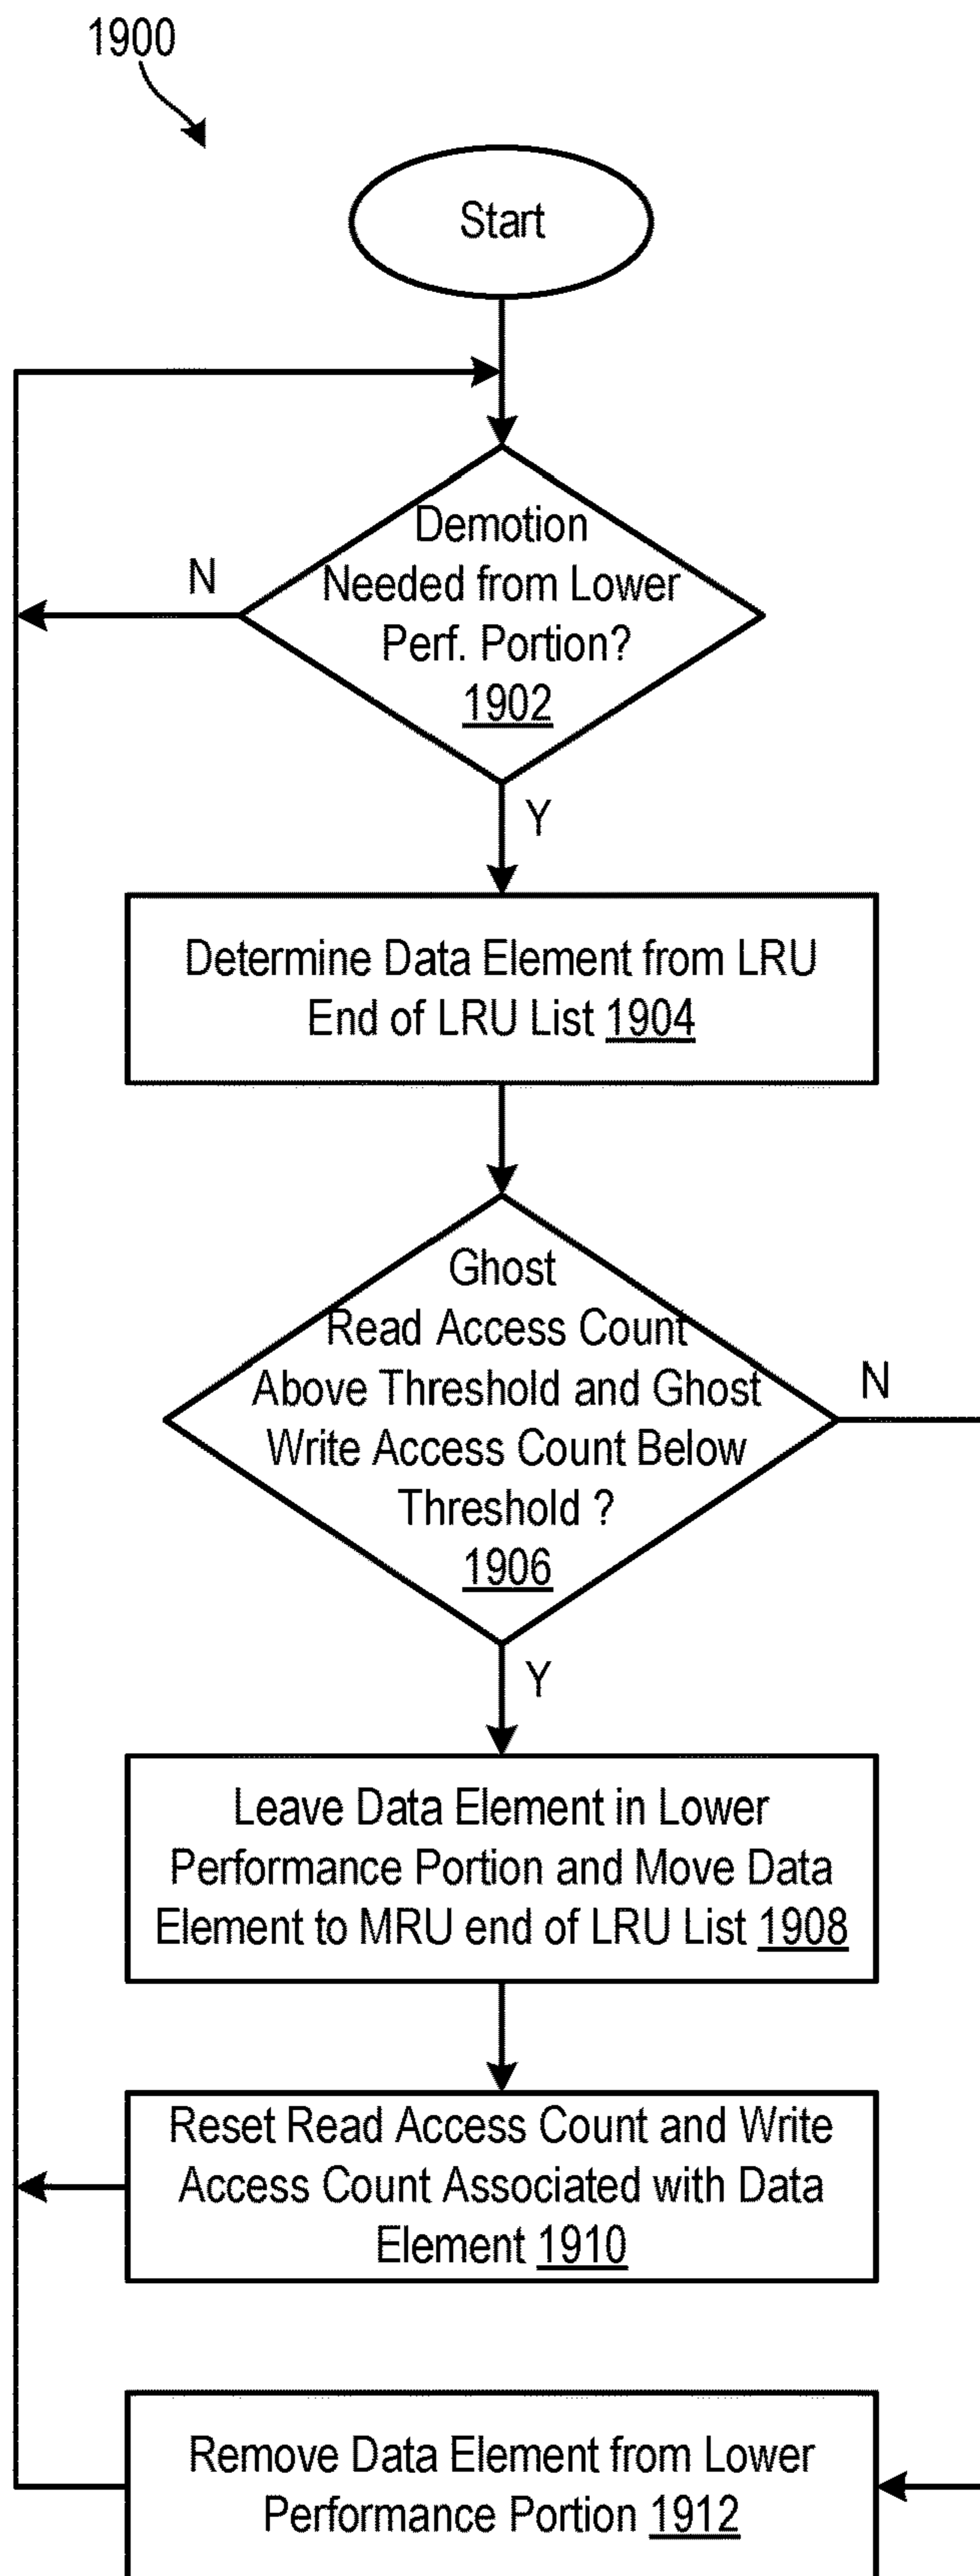 1900
Start
Demotion
Needed from Lower
Perf. Portion?
1902
N
Y
Determine Data Element from LRU
End of LRU List 1904
Ghost
Read Access Count
Above Threshold and Ghost
Write Access Count Below
Threshold ?
1906
N
Y
Leave Data Element in Lower
Performance Portion and Move Data
Element to MRU end of LRU List 1908
Reset Read Access Count and Write
Access Count Associated with Data
Element 1910
Remove Data Element from Lower
Performance Portion 1912